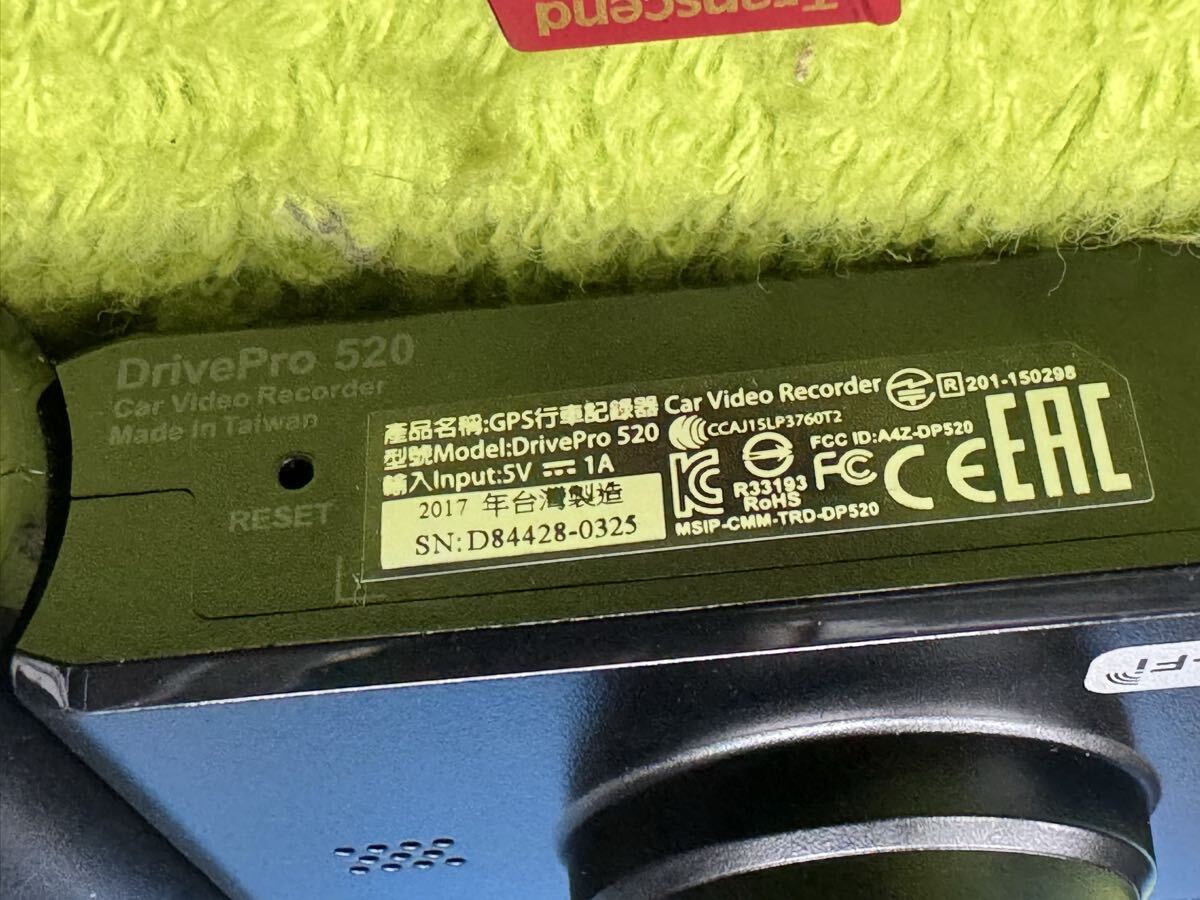 Transcend
DrivePro 520
Car Video Recorder
Made in Taiwan
RESET
產品名稱:GPS行車記錄器 Car Video Recorder R 201-150298
型號Model:DrivePro 520 CCAJ15LP3760T2
輸入Input:5V ⎓ 1A
2017 年台灣製造
SN:D84428-0325
FCC ID:A4Z-DP520
R33193
RoHS
MSIP-CMM-TRD-DP520
FC CE EAC
-Fi